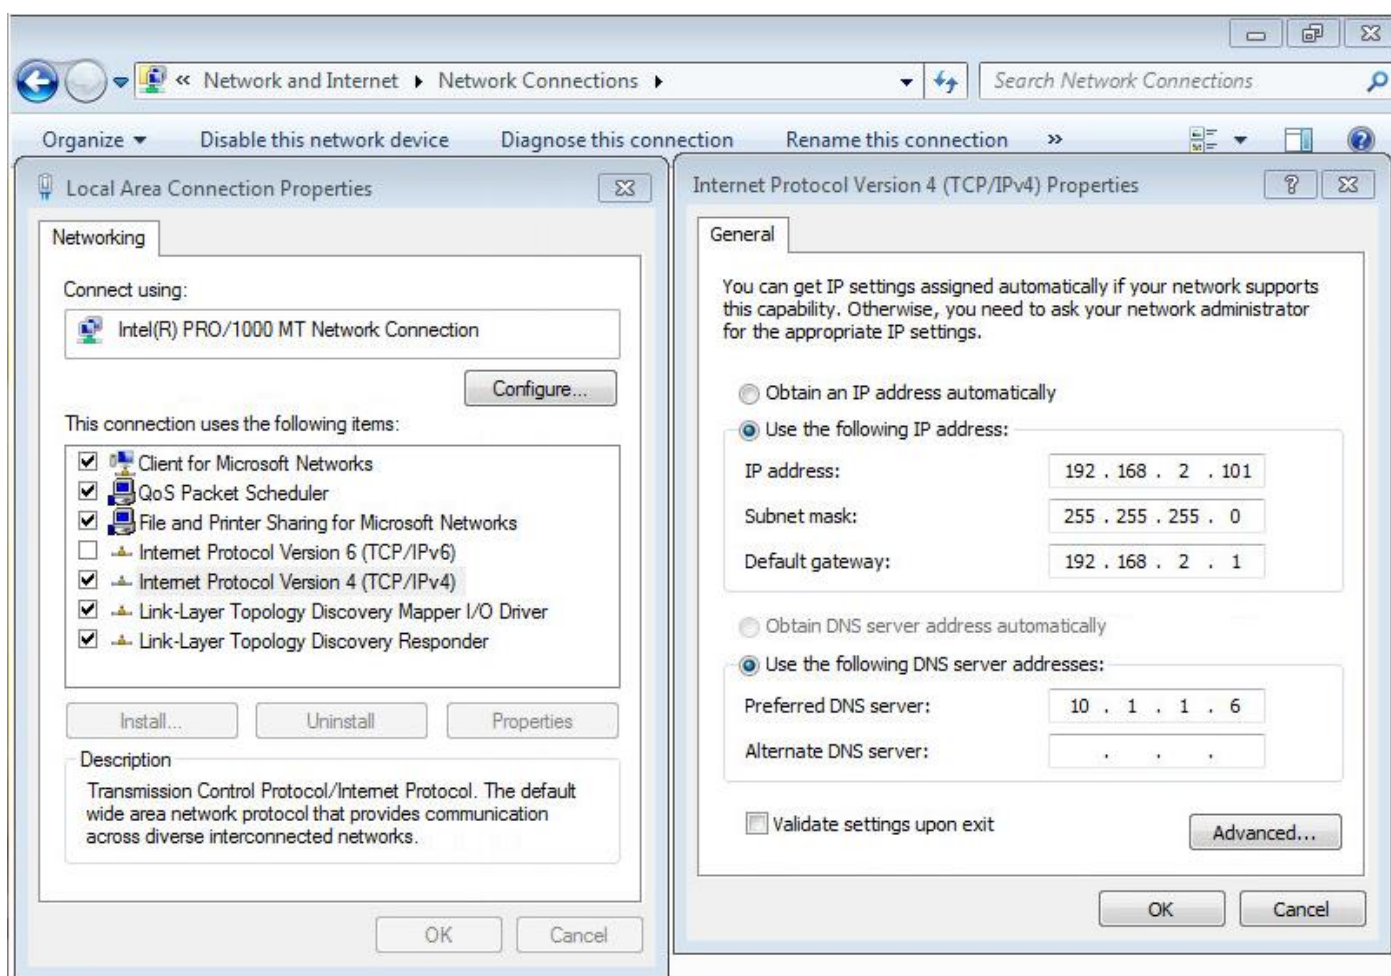 « Network and Internet Network Connections
Search Network Connections
Organize Disable this network device Diagnose this connection Rename this connection »
Local Area Connection Properties
Networking
Connect using:
Intel(R) PRO/1000 MT Network Connection
Configure...
This connection uses the following items:
Client for Microsoft Networks
QoS Packet Scheduler
File and Printer Sharing for Microsoft Networks
Internet Protocol Version 6 (TCP/IPv6)
Internet Protocol Version 4 (TCP/IPv4)
Link-Layer Topology Discovery Mapper I/O Driver
Link-Layer Topology Discovery Responder
Install... Uninstall Properties
Description
Transmission Control Protocol/Internet Protocol. The default
wide area network protocol that provides communication
across diverse interconnected networks.
OK Cancel
Internet Protocol Version 4 (TCP/IPv4) Properties
General
You can get IP settings assigned automatically if your network supports
this capability. Otherwise, you need to ask your network administrator
for the appropriate IP settings.
Obtain an IP address automatically
Use the following IP address:
IP address: 192 . 168 . 2 . 101
Subnet mask: 255 . 255 . 255 . 0
Default gateway: 192 . 168 . 2 . 1
Obtain DNS server address automatically
Use the following DNS server addresses:
Preferred DNS server: 10 . 1 . 1 . 6
Alternate DNS server: . . .
Validate settings upon exit
Advanced...
OK Cancel